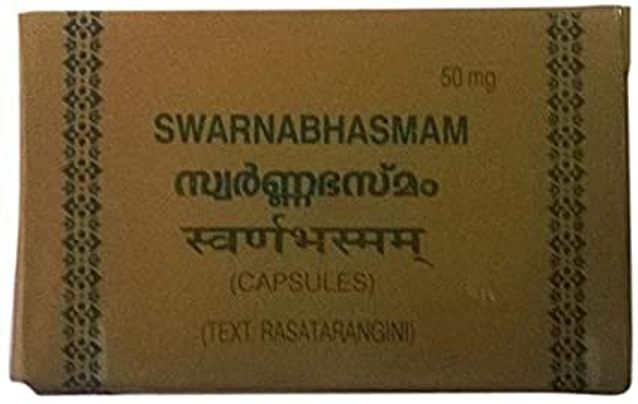 50 mg
SWARNABHASMAM
സ്വർണ്ണഭസ്മം
स्वर्णभस्मम्
(CAPSULES)
(TEXT RASATARANGINI)